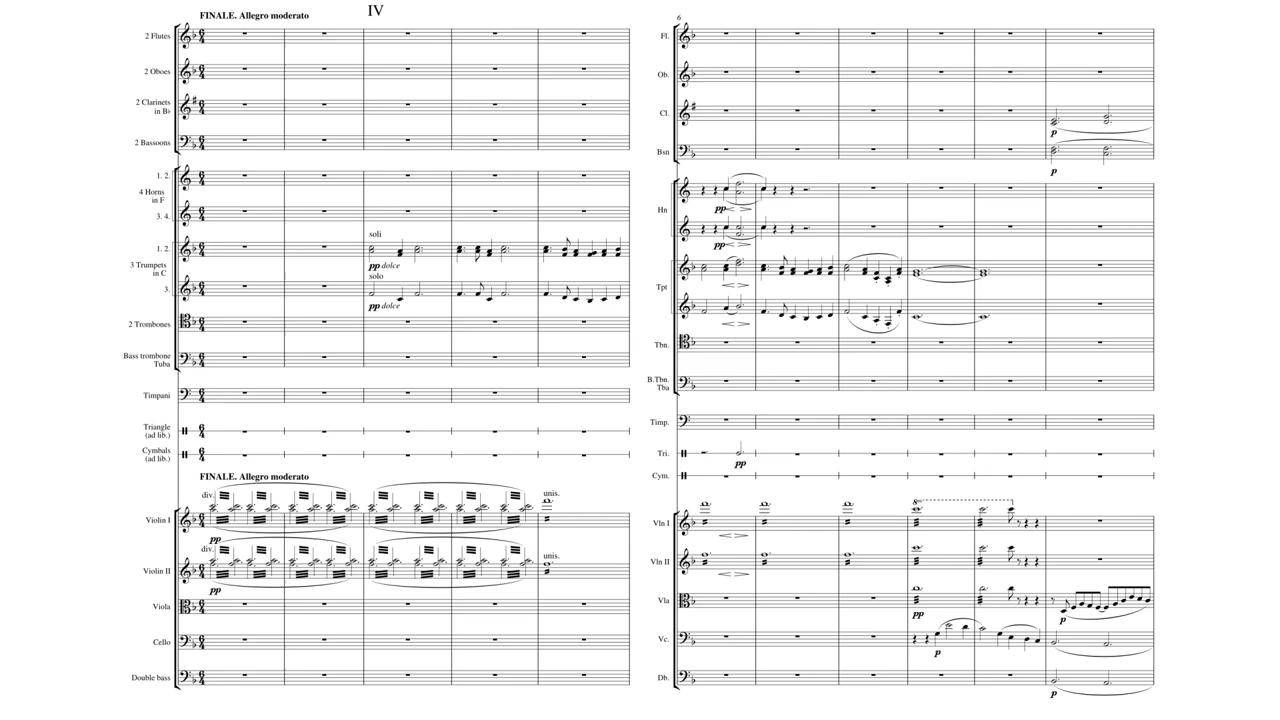 IV
FINALE. Allegro moderato
2 Flutes
2 Oboes
2 Clarinets
in B♭
2 Bassoons
1. 2.
4 Horns
in F
3. 4.
soli
1. 2.
pp dolce
3 Trumpets
in C
solo
3.
pp dolce
2 Trombones
Bass trombone
Tuba
Timpani
Triangle
(ad lib.)
Cymbals
(ad lib.)
FINALE. Allegro moderato
div.
unis.
Violin I
pp
div.
unis.
Violin II
pp
Viola
Cello
Double bass
6
Fl.
Ob.
Cl.
p
Bsn
p
Hn
pp
pp
Tpt
Tbn.
B.Tbn.
Tba
Timp.
Tri.
pp
Cym.
8va
Vln I
Vln II
Vla
pp
p
Vc.
p
Db.
p